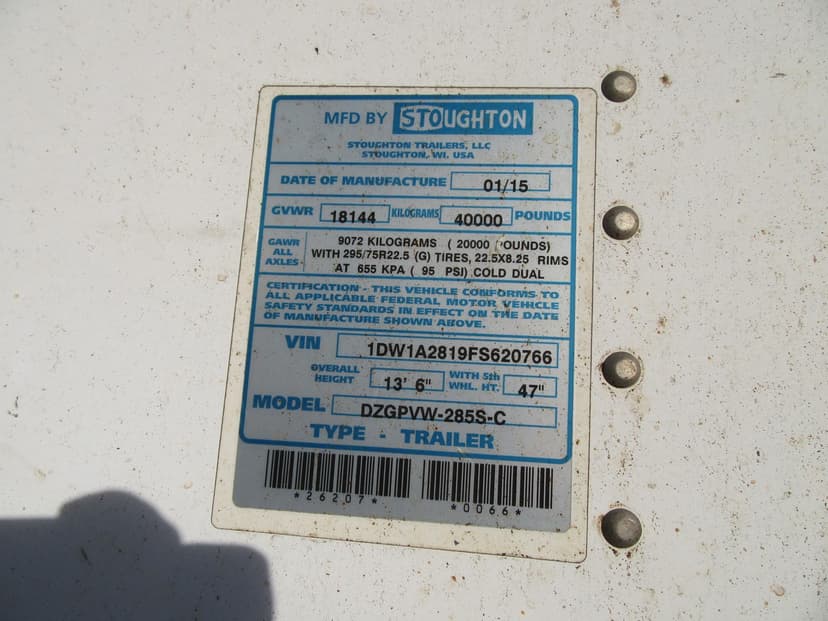 MFD BY STOUGHTON
STOUGHTON TRAILERS, LLC
STOUGHTON, WI. USA
DATE OF MANUFACTURE 01/15
GVWR 18144 KILOGRAMS 40000 POUNDS
GAWR ALL AXLES
9072 KILOGRAMS ( 20000 POUNDS)
WITH 295/75R22.5 (G) TIRES, 22.5X8.25 RIMS
AT 655 KPA ( 95 PSI) COLD DUAL
CERTIFICATION - THIS VEHICLE CONFORMS TO
ALL APPLICABLE FEDERAL MOTOR VEHICLE
SAFETY STANDARDS IN EFFECT ON THE DATE
OF MANUFACTURE SHOWN ABOVE.
VIN 1DW1A2819FS620766
OVERALL HEIGHT 13' 6" WITH 5th WHL. HT. 47"
MODEL DZGPVW-285S-C
TYPE - TRAILER
*26207* *0066*